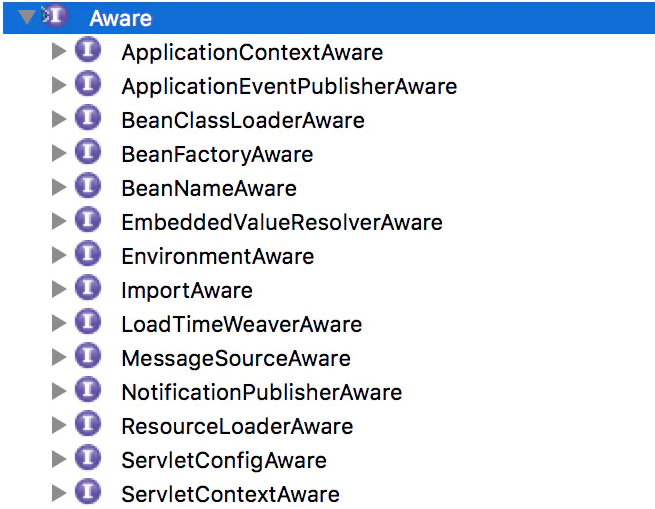 Aware
ApplicationContextAware
ApplicationEventPublisherAware
BeanClassLoaderAware
BeanFactoryAware
BeanNameAware
EmbeddedValueResolverAware
EnvironmentAware
ImportAware
LoadTimeWeaverAware
MessageSourceAware
NotificationPublisherAware
ResourceLoaderAware
ServletConfigAware
ServletContextAware